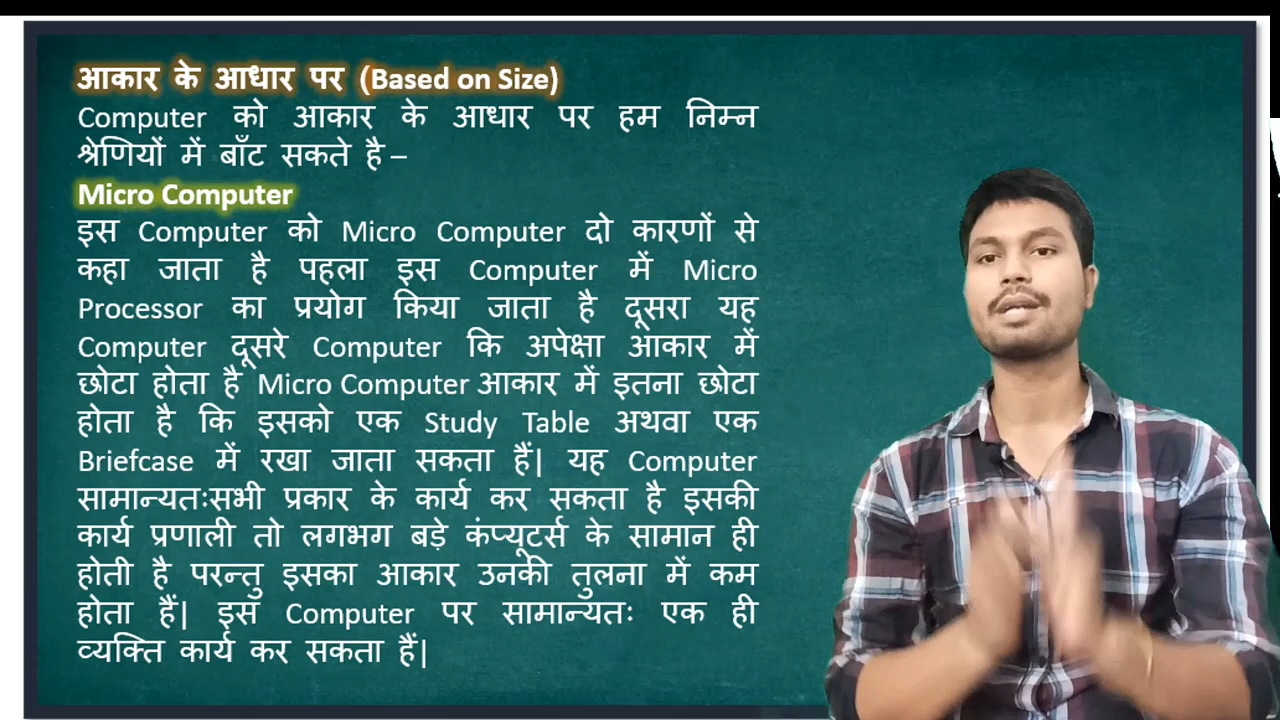 आकार के आधार पर (Based on Size)
Computer को आकार के आधार पर हम निम्न
श्रेणियों में बाँट सकते है –
Micro Computer
इस Computer को Micro Computer दो कारणों से
कहा जाता है पहला इस Computer में Micro
Processor का प्रयोग किया जाता है दूसरा यह
Computer दूसरे Computer कि अपेक्षा आकार में
छोटा होता है Micro Computer आकार में इतना छोटा
होता है कि इसको एक Study Table अथवा एक
Briefcase में रखा जाता सकता हैं| यह Computer
सामान्यतःसभी प्रकार के कार्य कर सकता है इसकी
कार्य प्रणाली तो लगभग बड़े कंप्यूटर्स के सामान ही
होती है परन्तु इसका आकार उनकी तुलना में कम
होता हैं| इस Computer पर सामान्यतः एक ही
व्यक्ति कार्य कर सकता हैं|